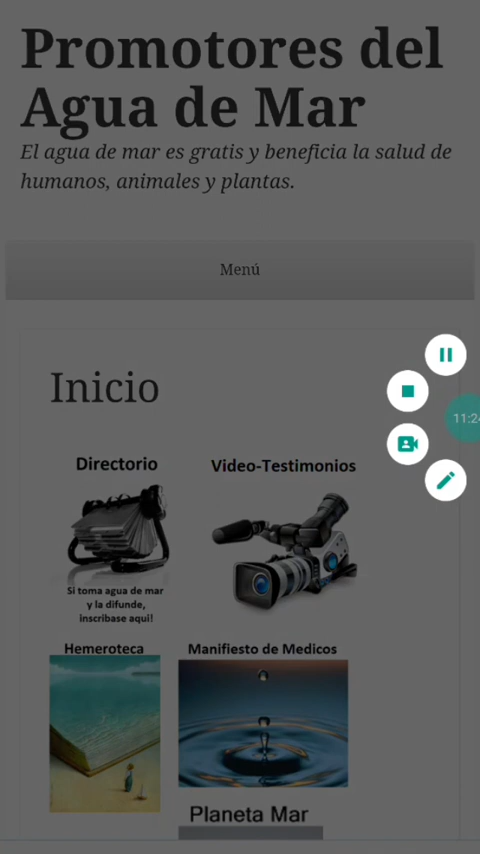 Promotores del
Agua de Mar
El agua de mar es gratis y beneficia la salud de
humanos, animales y plantas.
Menú
Inicio
11:24
Directorio
Video-Testimonios
Si toma agua de mar
y la difunde,
inscribase aqui!
Hemeroteca
Manifiesto de Medicos
Planeta Mar